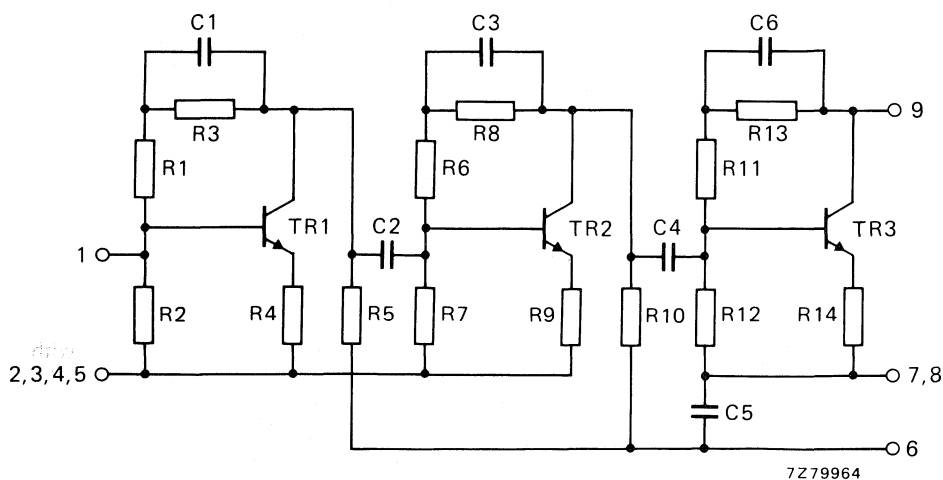 C1
C3
C6
R3
R8
R13
9
R1
R6
R11
TR1
C2
TR2
C4
TR3
1
R2
R4
R5
R7
R9
R10
R12
R14
2,3,4,5
7,8
C5
6
7Z79964